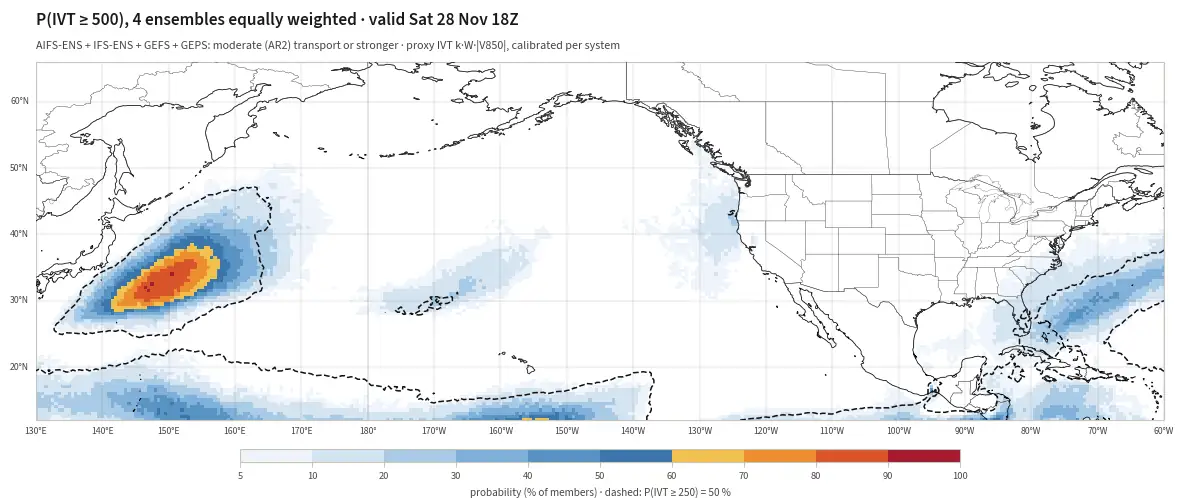 P(IVT ≥ 500), 4 ensembles equally weighted · valid Sat 28 Nov 18Z
AIFS-ENS + IFS-ENS + GEFS + GEPS: moderate (AR2) transport or stronger · proxy IVT k·W·|V850|, calibrated per system
60°N
50°N
40°N
30°N
20°N
130°E 140°E 150°E 160°E 170°E 180° 170°W 160°W 150°W 140°W 130°W 120°W 110°W 100°W 90°W 80°W 70°W 60°W
5 10 20 30 40 50 60 70 80 90 100
probability (% of members) · dashed: P(IVT ≥ 250) = 50 %